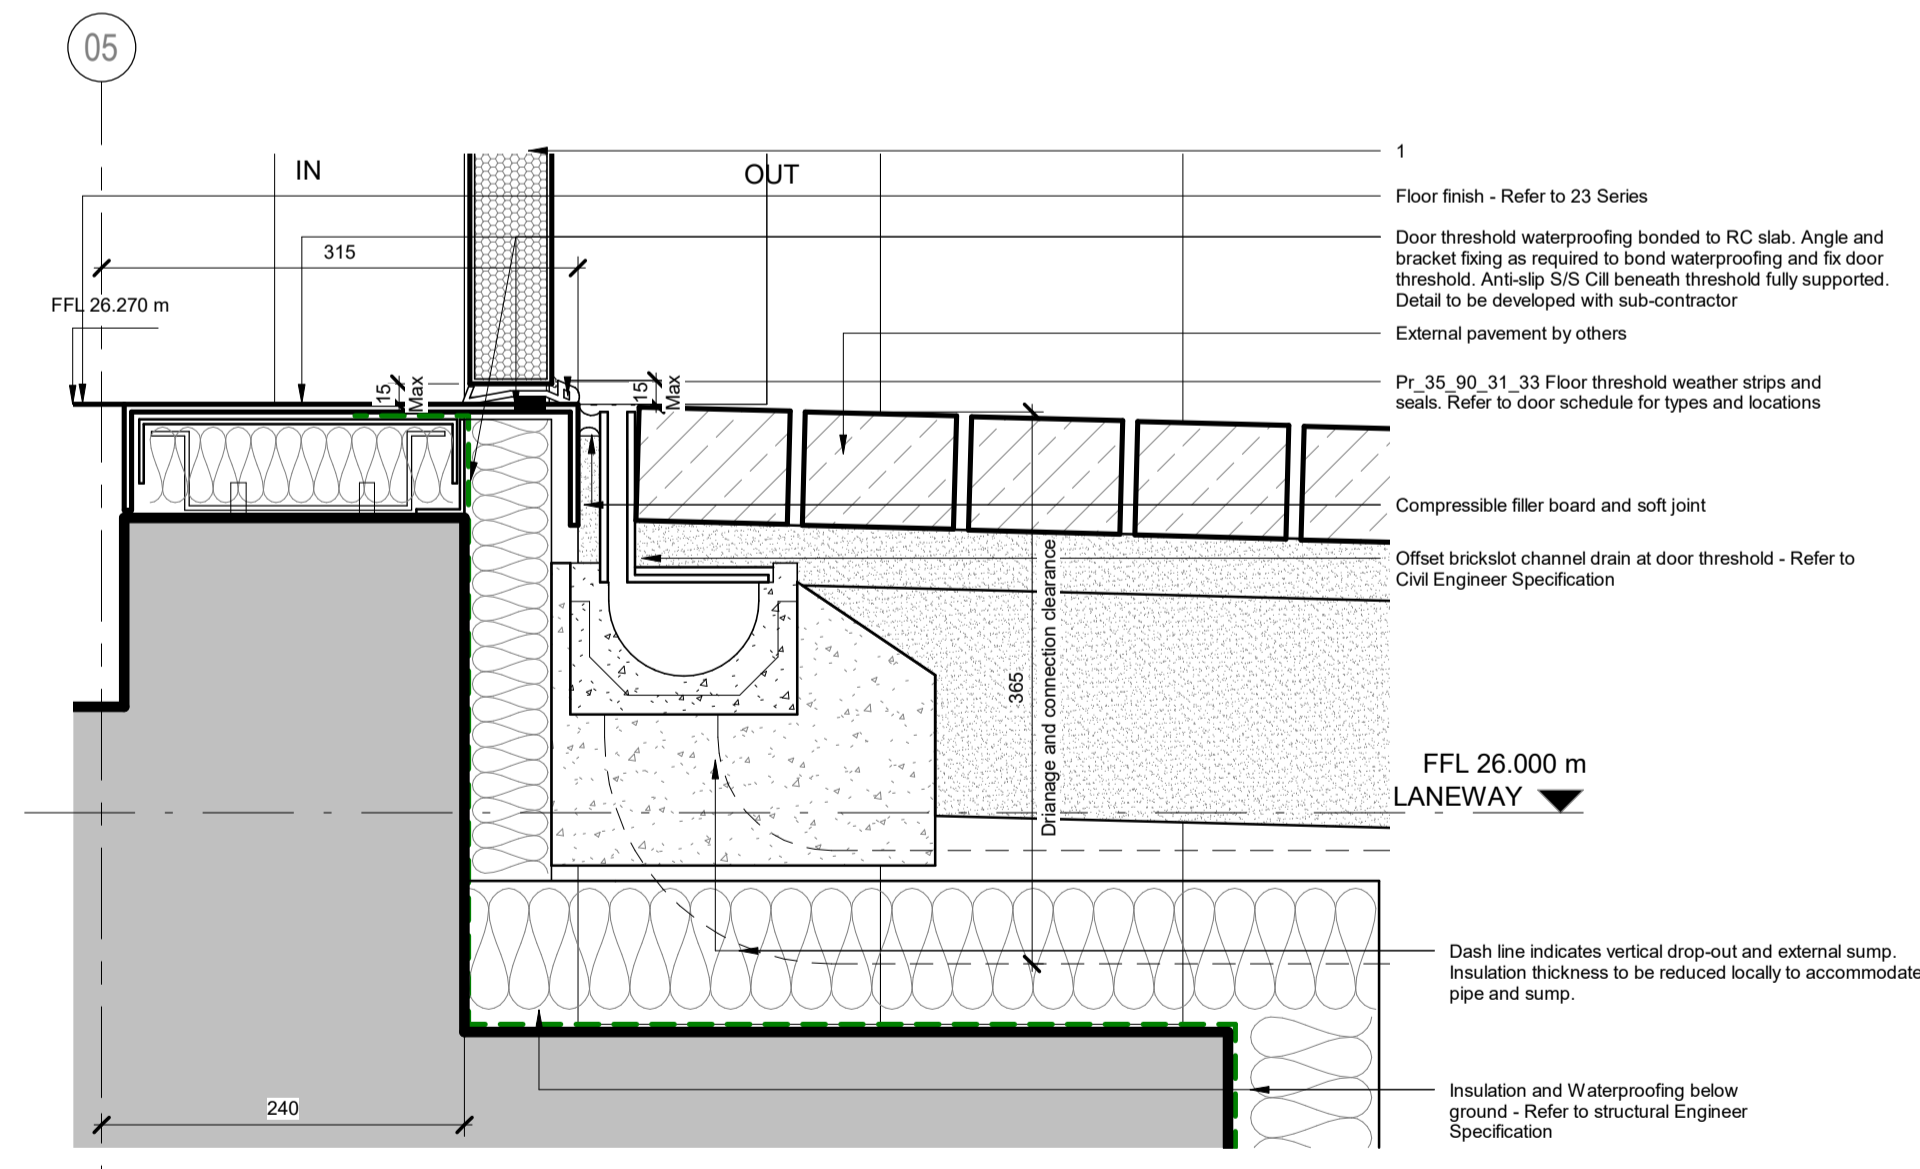 05
IN
OUT
1
Floor finish - Refer to 23 Series
Door threshold waterproofing bonded to RC slab. Angle and
bracket fixing as required to bond waterproofing and fix door
threshold. Anti-slip S/S Cill beneath threshold fully supported.
Detail to be developed with sub-contractor
315
FFL 26.270 m
External pavement by others
15
Max
15
Max
Pr_35_90_31_33 Floor threshold weather strips and
seals. Refer to door schedule for types and locations
Compressible filler board and soft joint
Offset brickslot channel drain at door threshold - Refer to
Civil Engineer Specification
365
Drianage and connection clearance
FFL 26.000 m
LANEWAY
Dash line indicates vertical drop-out and external sump.
Insulation thickness to be reduced locally to accommodate
pipe and sump.
Insulation and Waterproofing below
ground - Refer to structural Engineer
Specification
240